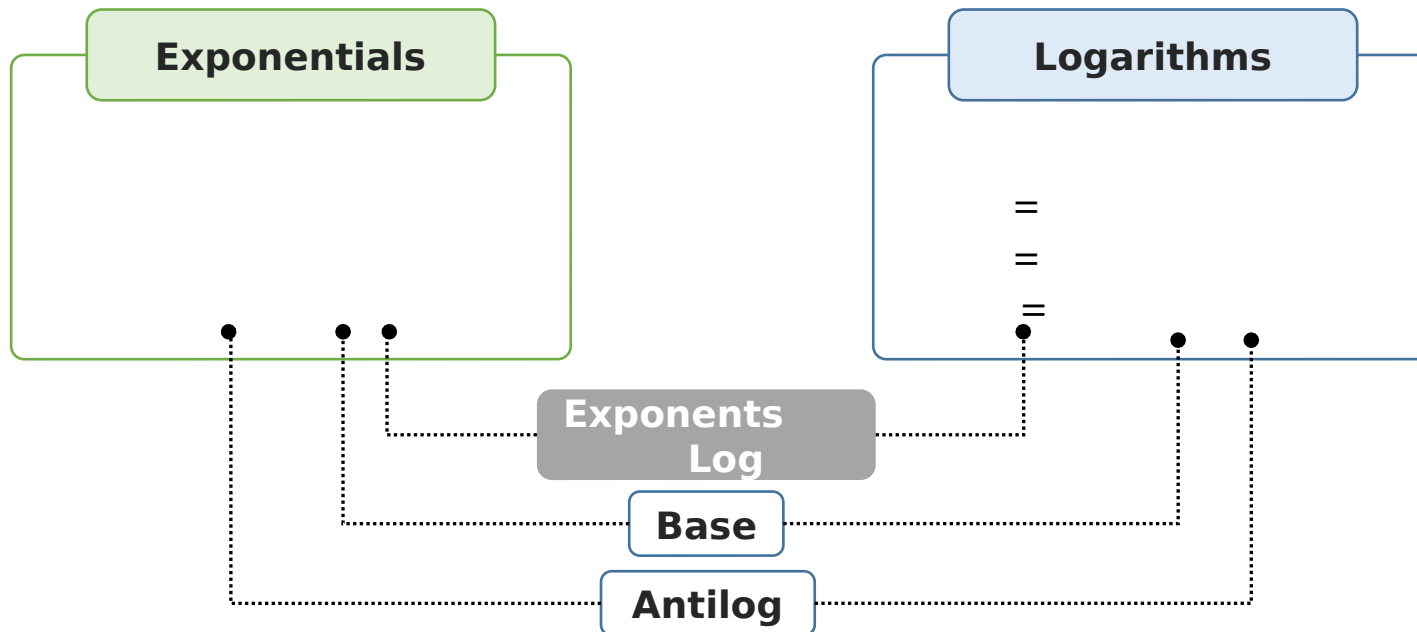 Exponentials
Logarithms
=
=
=
Exponents
Log
Base
Antilog